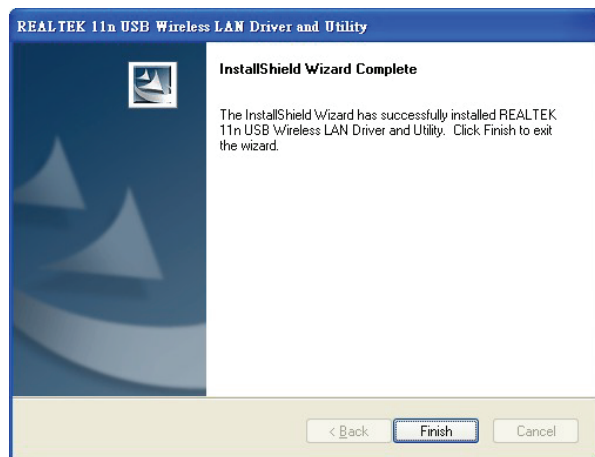 REALTEK 11n USB Wireless LAN Driver and Utility
InstallShield Wizard Complete
The InstallShield Wizard has successfully installed REALTEK
11n USB Wireless LAN Driver and Utility. Click Finish to exit
the wizard.
< Back Finish Cancel